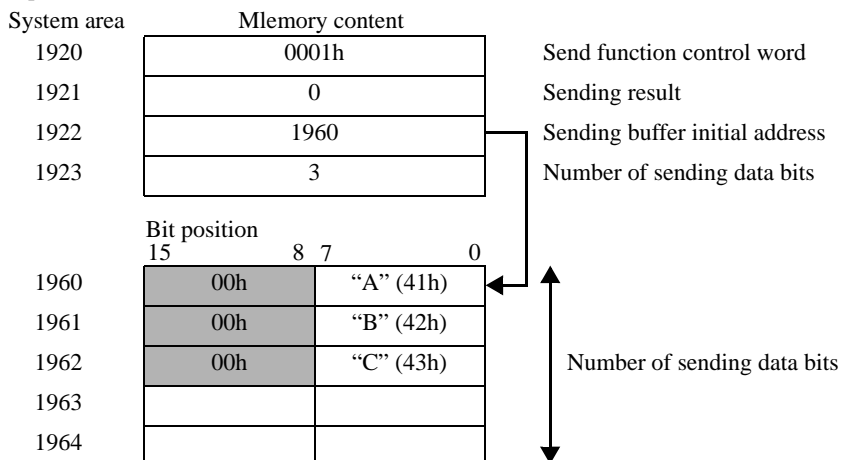 System area Mlemory content
1920 0001h Send function control word
1921 0 Sending result
1922 1960 Sending buffer initial address
1923 3 Number of sending data bits
Bit position
15 8 7 0
1960 00h “A” (41h)
1961 00h “B” (42h)
1962 00h “C” (43h) Number of sending data bits
1963
1964